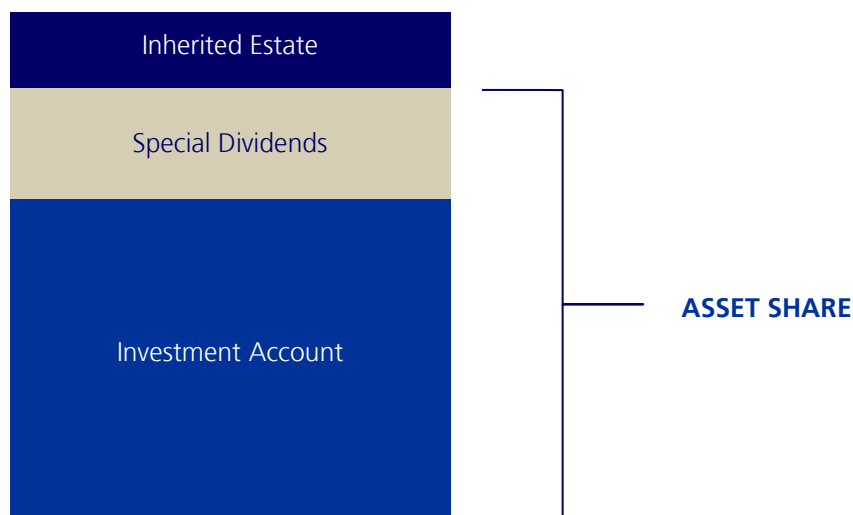 Inherited Estate
Special Dividends
Investment Account
ASSET SHARE